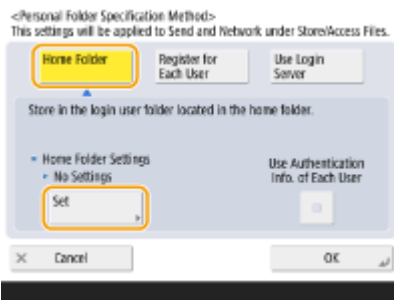 <Personal Folder Specification Method>
This settings will be applied to Send and Network under Store/Access Files.
Home Folder
Register for
Each User
Use Login
Server
Store in the login user folder located in the home folder.
Home Folder Settings
No Settings
Set
Use Authentication
Info. of Each User
Cancel
OK